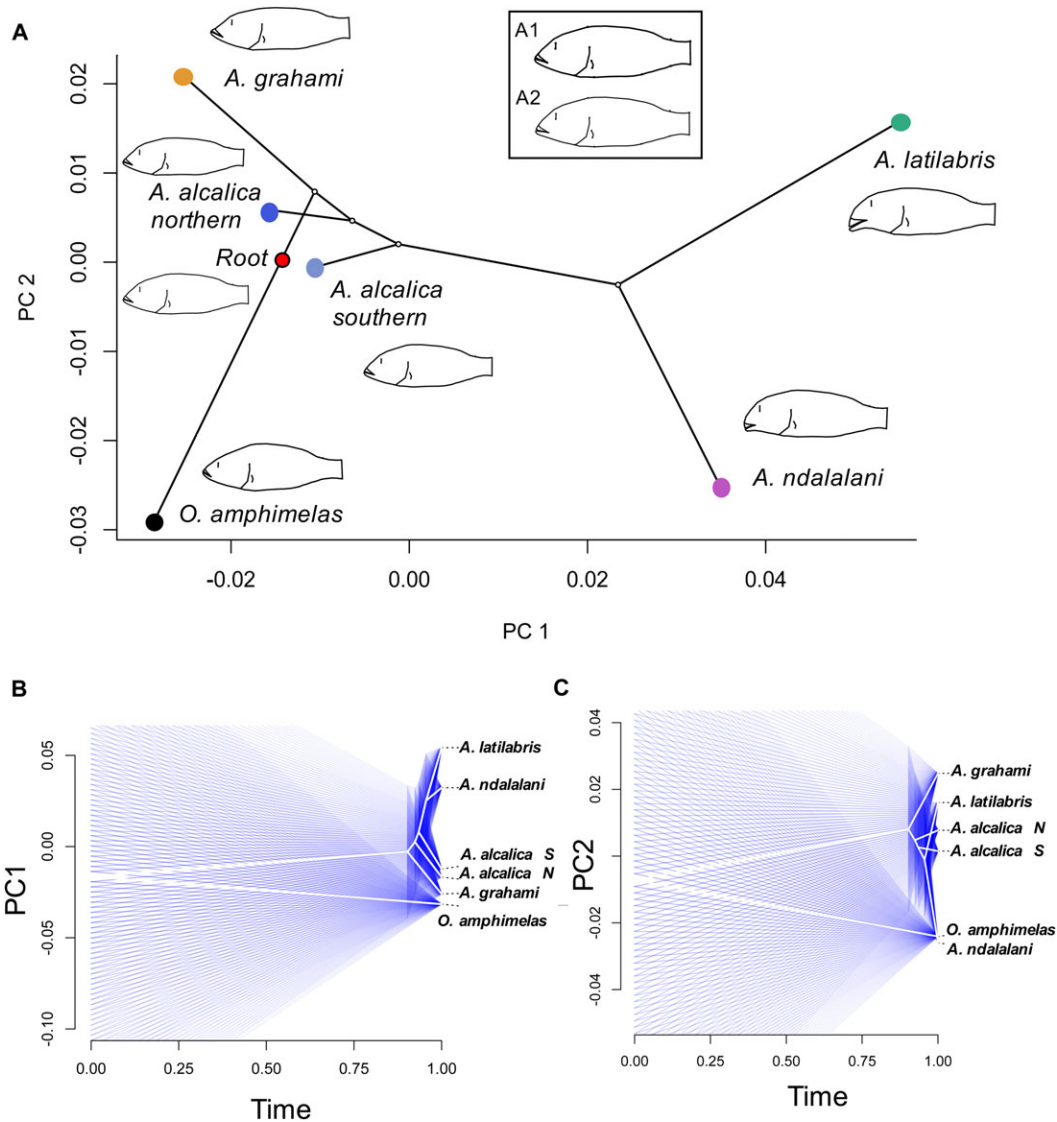 A
A. grahami
A1
A2
A. latilabris
A. alcalica
northern
Root
A. alcalica
southern
A. ndalalani
O. amphimelas
PC 2
0.02
0.01
0.00
-0.01
-0.02
-0.03
-0.02
0.00
0.02
0.04
PC 1
B
PC1
0.05
0.00
-0.05
-0.10
A. latilabris
A. ndalalani
A. alcalica S
A. alcalica N
A. grahami
O. amphimelas
0.00
0.25
0.50
0.75
1.00
Time
C
PC2
0.04
0.02
-0.02
-0.04
A. grahami
A. latilabris
A. alcalica N
A. alcalica S
O. amphimelas
A. ndalalani
0.00
0.25
0.50
0.75
1.00
Time